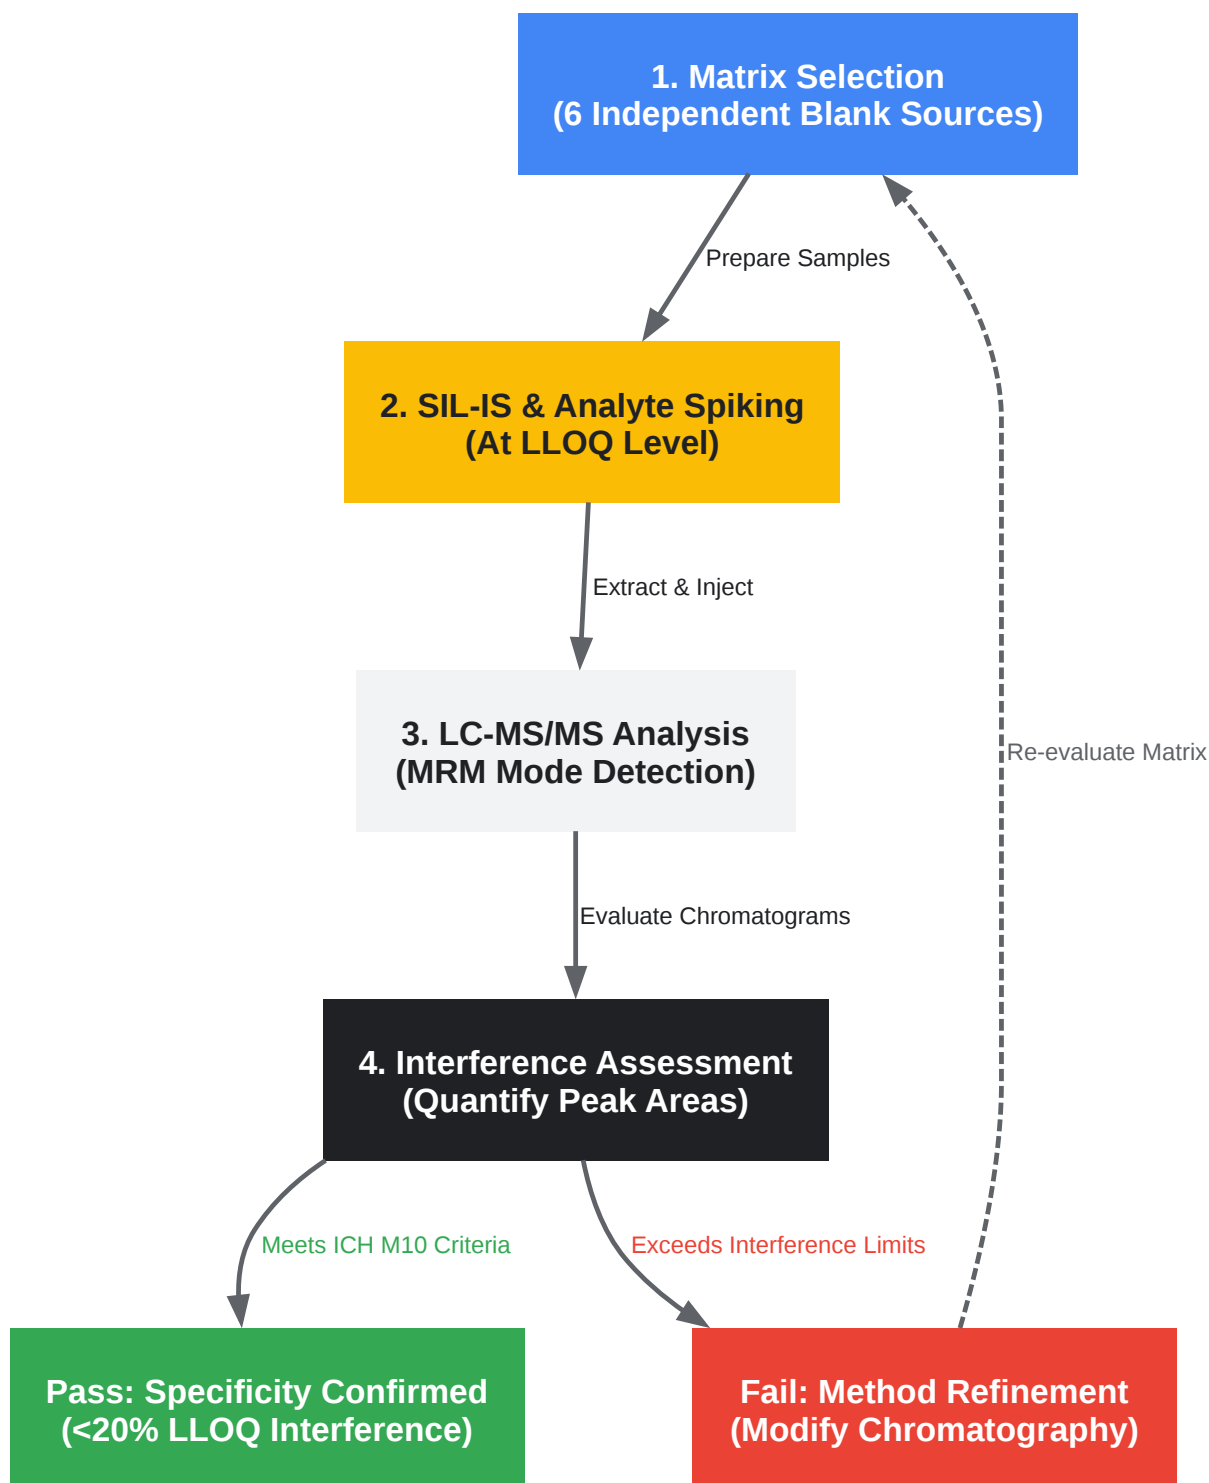 1. Matrix Selection
(6 Independent Blank Sources)
Prepare Samples
2. SIL-IS & Analyte Spiking
(At LLOQ Level)
Extract & Inject
3. LC-MS/MS Analysis
(MRM Mode Detection)
Re-evaluate Matrix
Evaluate Chromatograms
4. Interference Assessment
(Quantify Peak Areas)
Meets ICH M10 Criteria
Exceeds Interference Limits
Pass: Specificity Confirmed
(<20% LLOQ Interference)
Fail: Method Refinement
(Modify Chromatography)